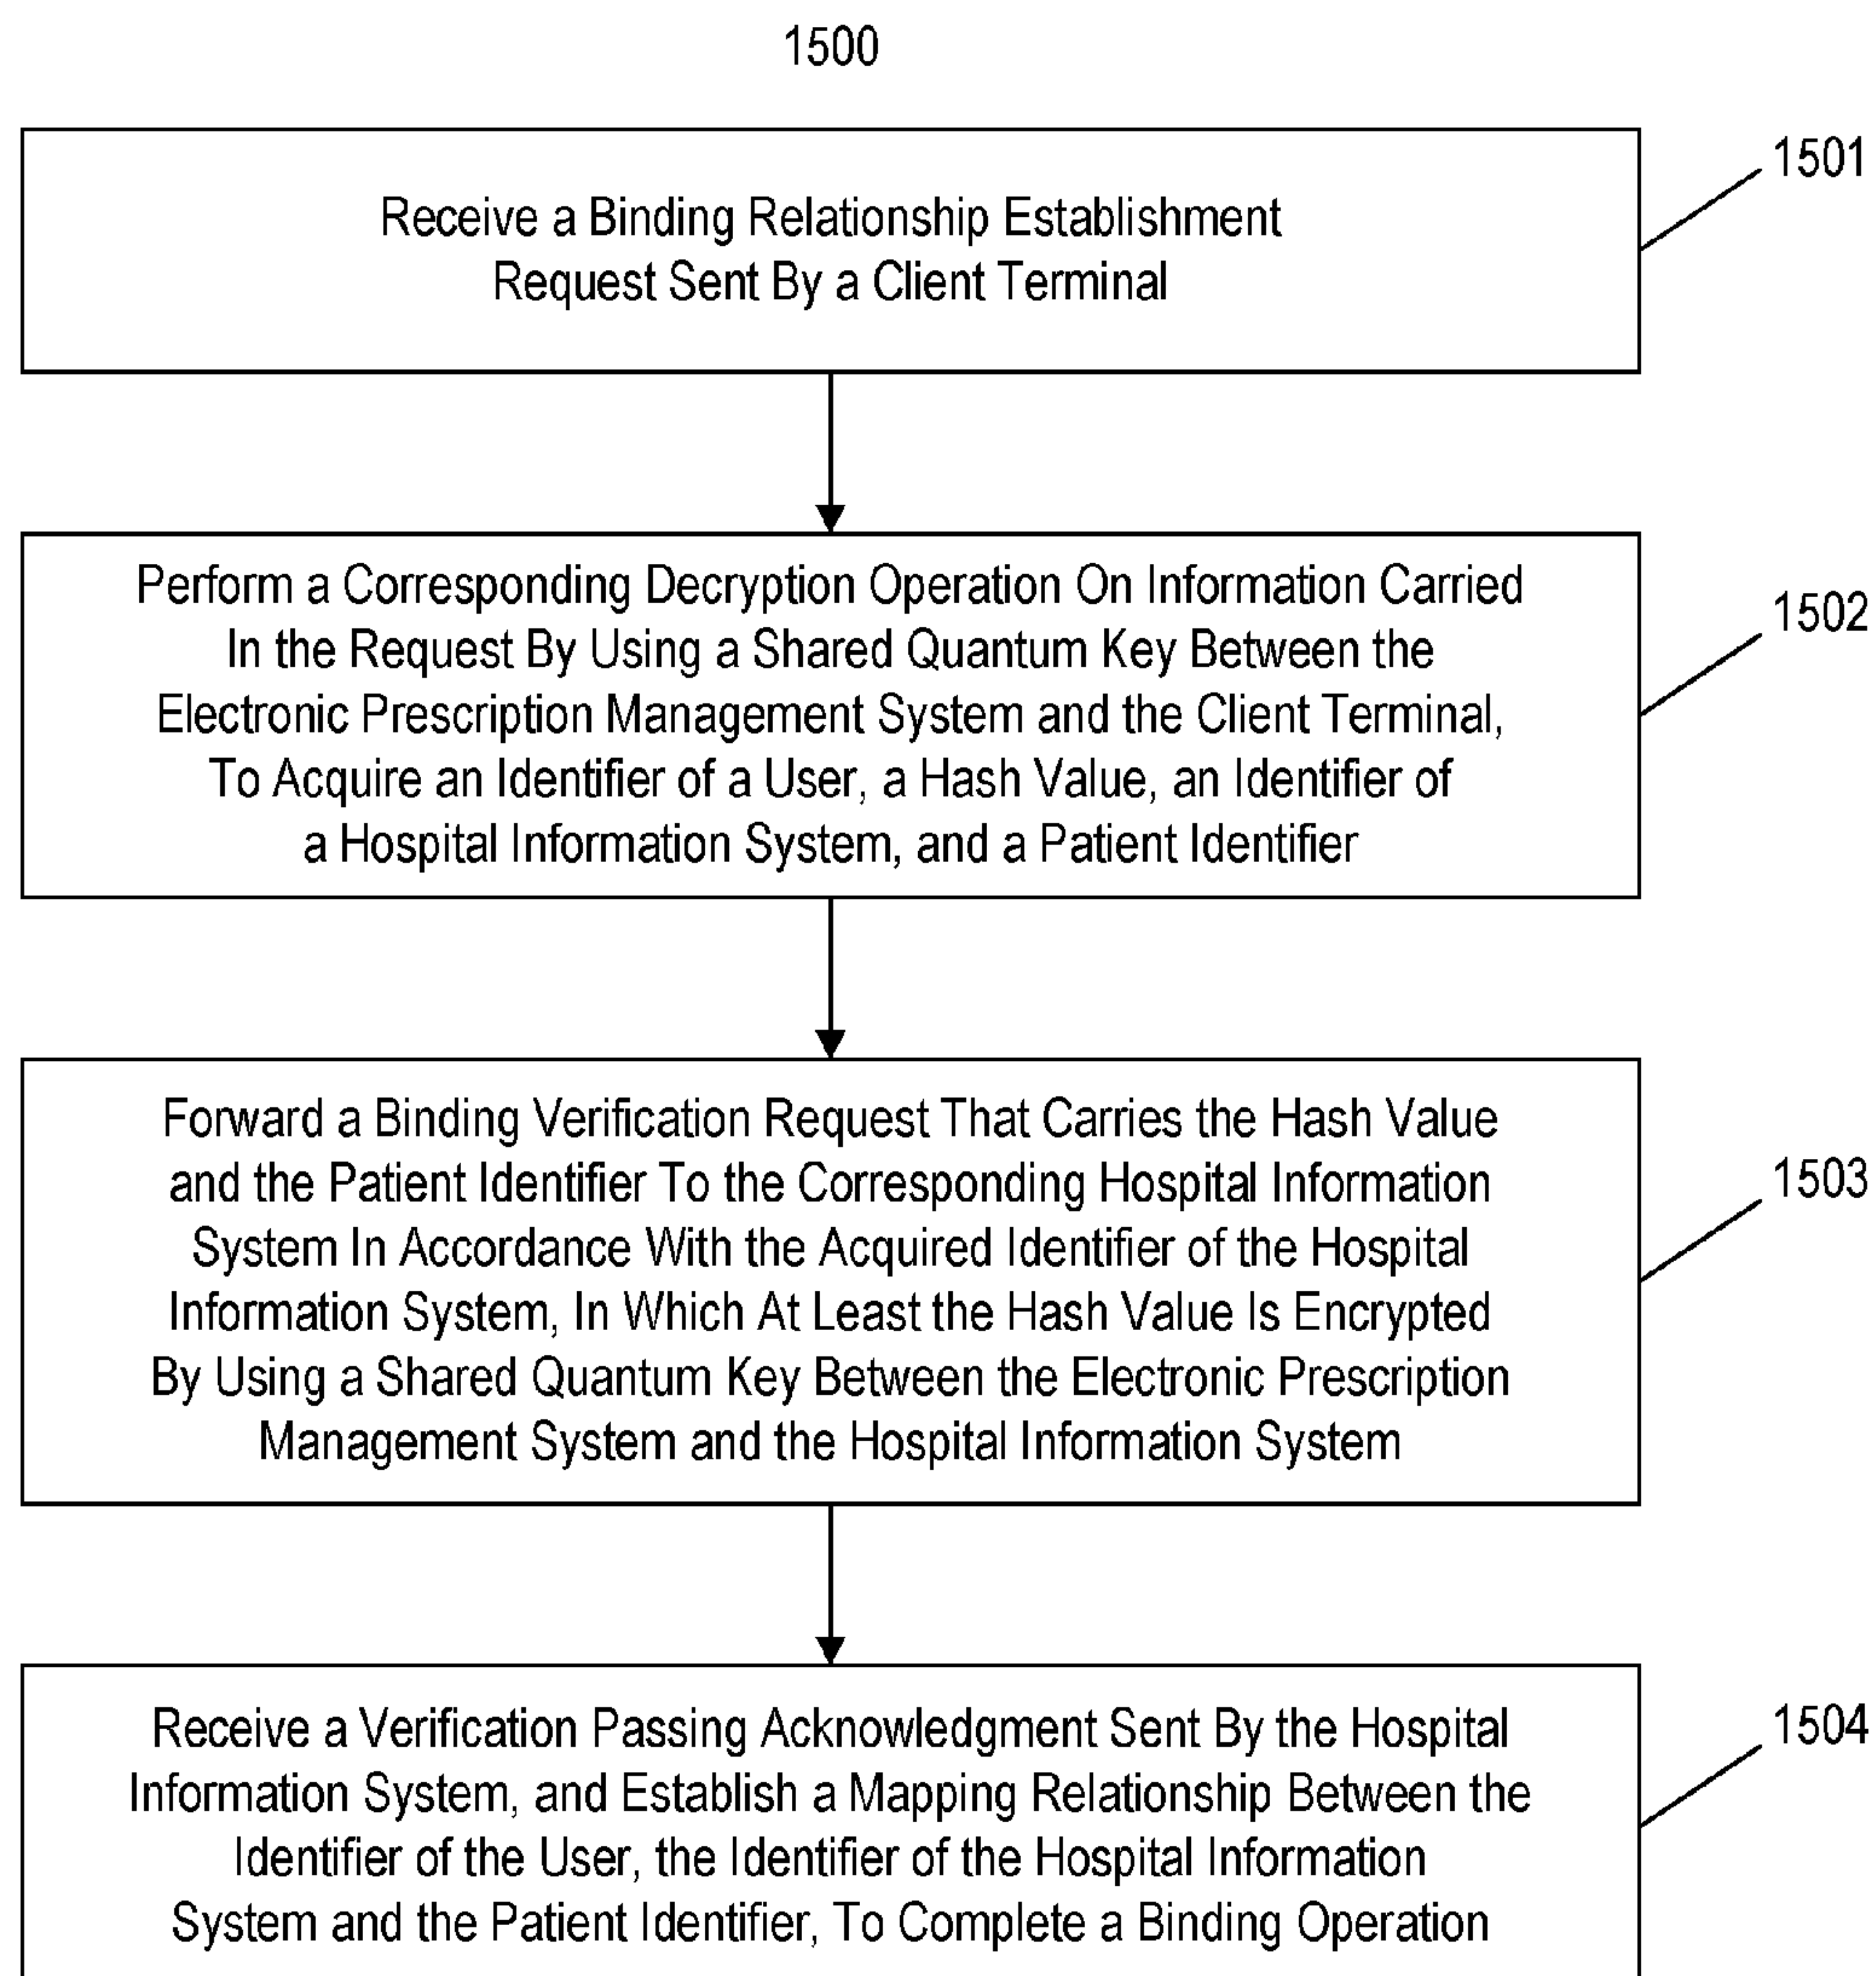 1500
Receive a Binding Relationship Establishment
Request Sent By a Client Terminal
1501
Perform a Corresponding Decryption Operation On Information Carried
In the Request By Using a Shared Quantum Key Between the
Electronic Prescription Management System and the Client Terminal,
To Acquire an Identifier of a User, a Hash Value, an Identifier of
a Hospital Information System, and a Patient Identifier
1502
Forward a Binding Verification Request That Carries the Hash Value
and the Patient Identifier To the Corresponding Hospital Information
System In Accordance With the Acquired Identifier of the Hospital
Information System, In Which At Least the Hash Value Is Encrypted
By Using a Shared Quantum Key Between the Electronic Prescription
Management System and the Hospital Information System
1503
Receive a Verification Passing Acknowledgment Sent By the Hospital
Information System, and Establish a Mapping Relationship Between the
Identifier of the User, the Identifier of the Hospital Information
System and the Patient Identifier, To Complete a Binding Operation
1504